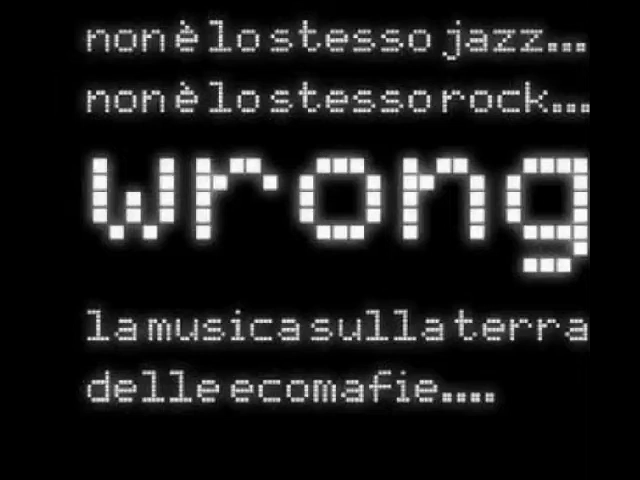 non è lo stesso jazz...
non è lo stesso rock...
wrong
la musica sulla terra
delle ecomafie....